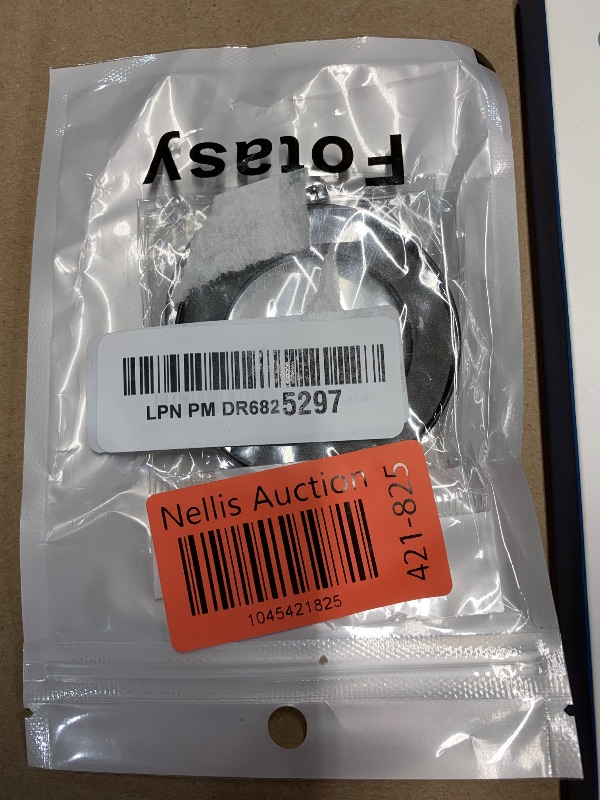 Fotasy
LPN PM DR6825297
Nellis Auction
421-825
1045421825